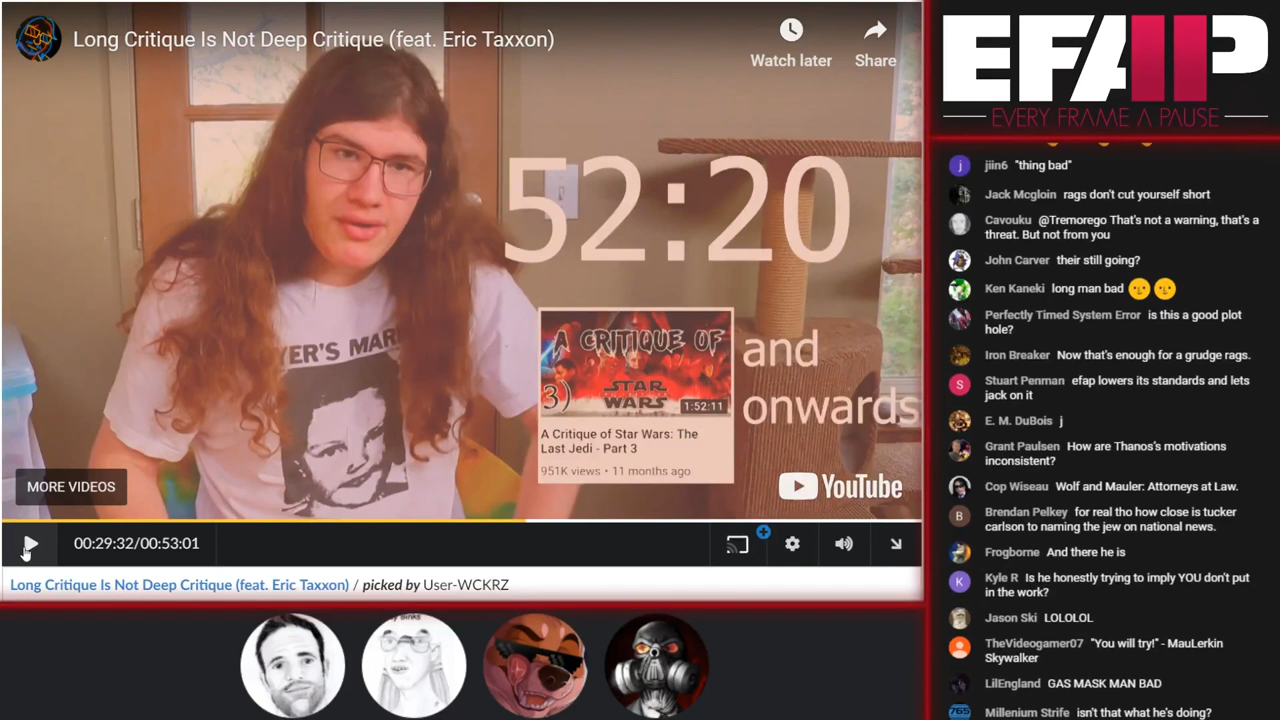 Long Critique Is Not Deep Critique (feat. Eric Taxxon)
Watch later
Share
52:20
YER'S MAR
A CRITIQUE OF
3)
STAR
WARS
1:52:11
A Critique of Star Wars: The
Last Jedi - Part 3
951K views • 11 months ago
and
onwards
MORE VIDEOS
YouTube
00:29:32/00:53:01
Long Critique Is Not Deep Critique (feat. Eric Taxxon) / picked by User-WCKRZ
EFAP
EVERY FRAME A PAUSE
j jiin6 "thing bad"
Jack Mcgloin rags don't cut yourself short
Cavouku @Tremorego That's not a warning, that's a
threat. But not from you
John Carver their still going?
Ken Kaneki long man bad
Perfectly Timed System Error is this a good plot
hole?
Iron Breaker Now that's enough for a grudge rags.
S Stuart Penman efap lowers its standards and lets
jack on it
E. M. DuBois j
Grant Paulsen How are Thanos's motivations
inconsistent?
Cop Wiseau Wolf and Mauler: Attorneys at Law.
B Brendan Pelkey for real tho how close is tucker
carlson to naming the jew on national news.
Frogborne And there he is
K Kyle R Is he honestly trying to imply YOU don't put
in the work?
Jason Ski LOLOLOL
TheVideogamer07 "You will try!" - MauLerkin
Skywalker
LilEngland GAS MASK MAN BAD
Millenium Strife isn't that what he's doing?